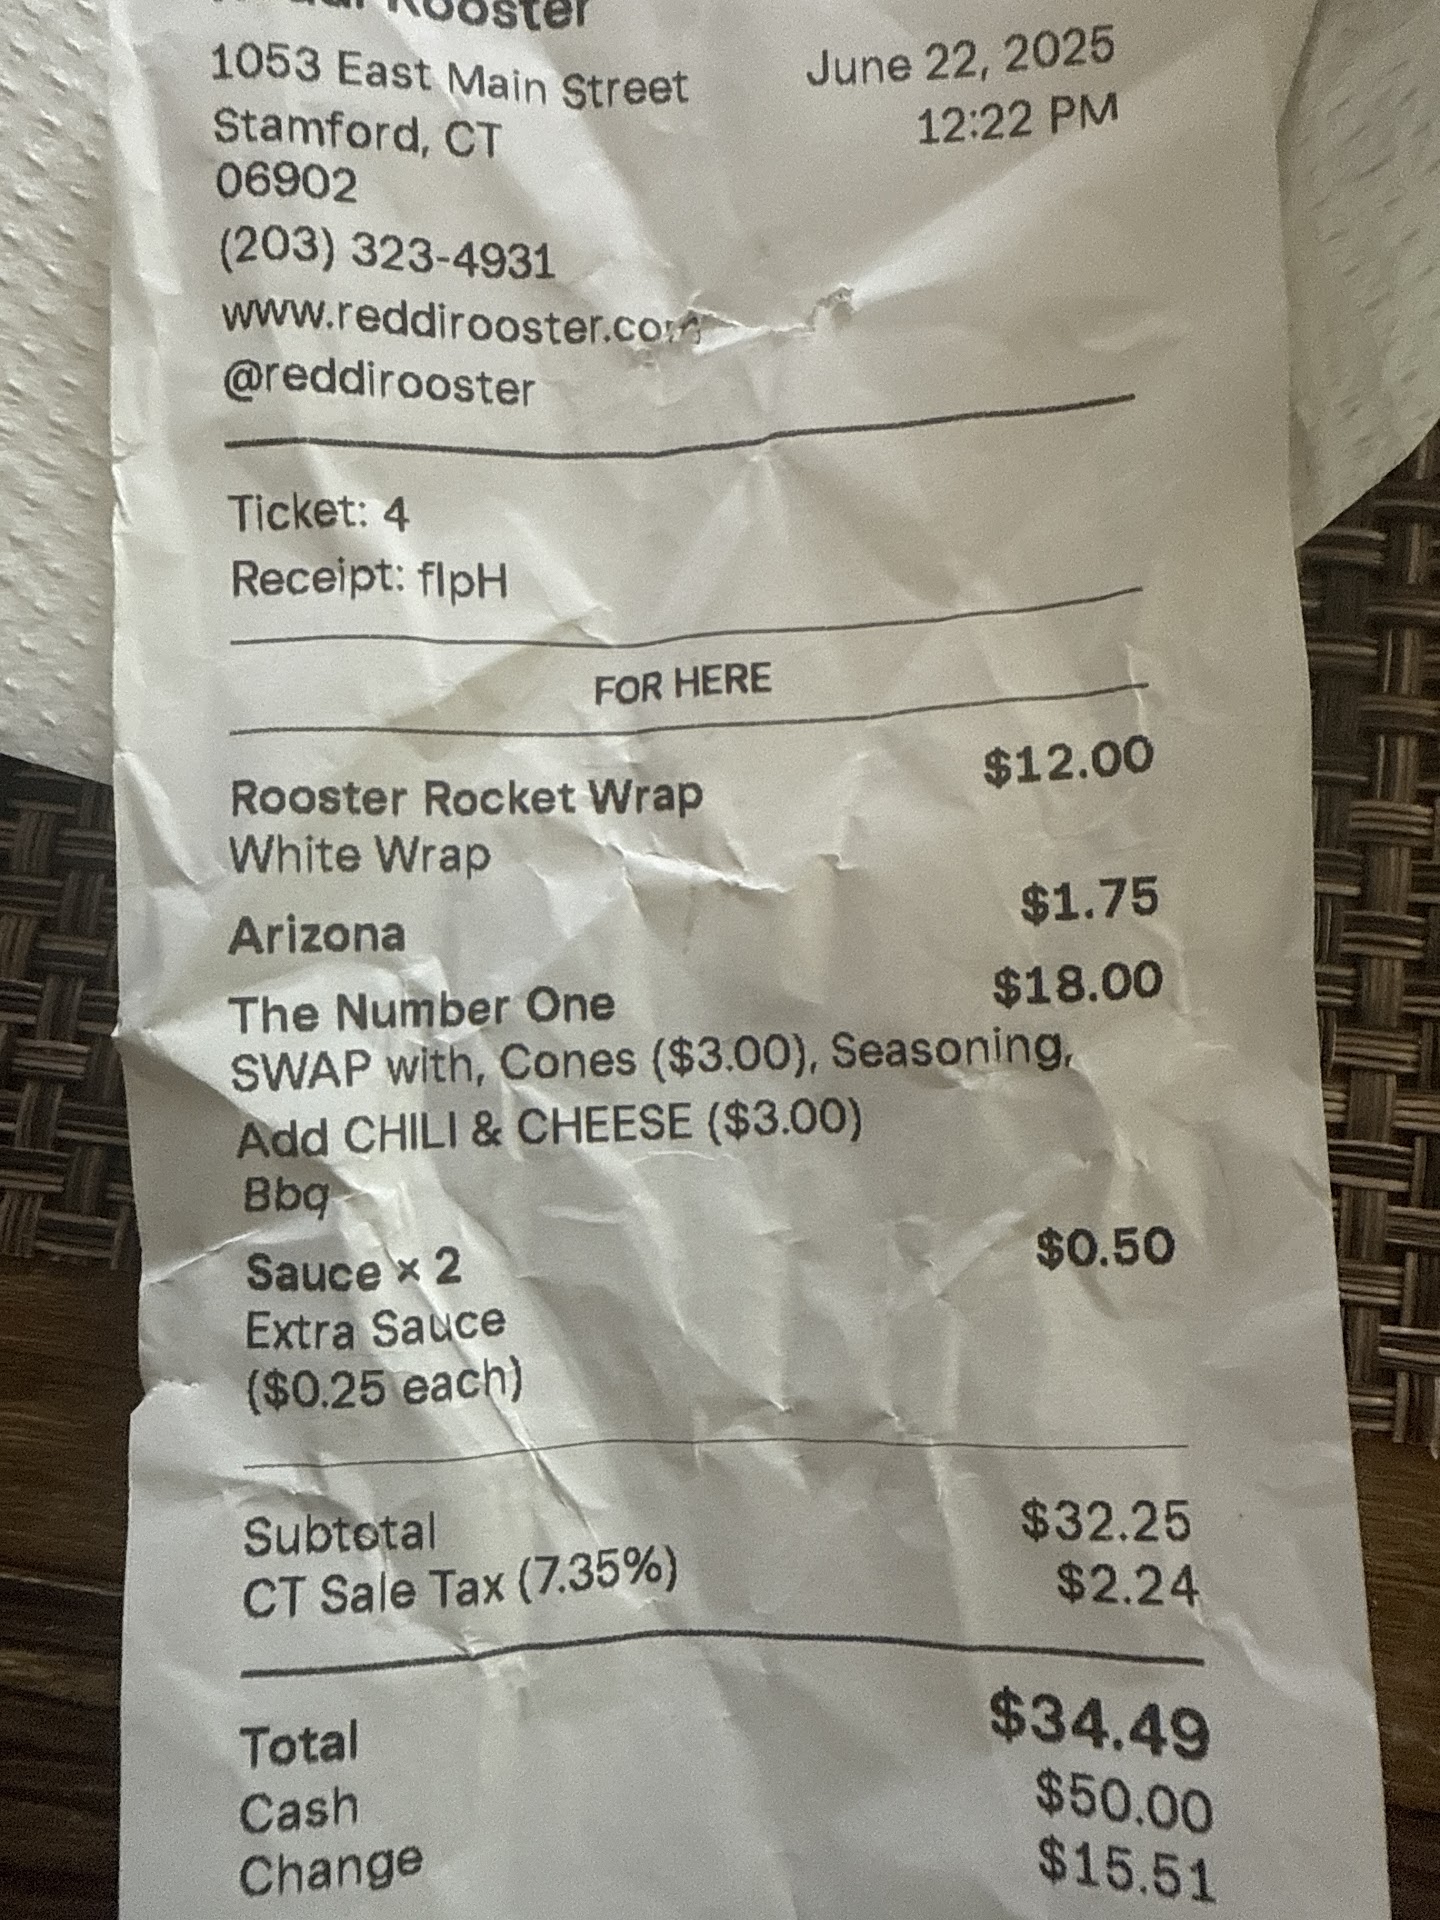 Rooster
1053 East Main Street
June 22, 2025
Stamford, CT
12:22 PM
06902
(203) 323-4931
www.reddirooster.com
@reddirooster
Ticket: 4
Receipt: flpH
FOR HERE
Rooster Rocket Wrap $12.00
White Wrap
Arizona $1.75
The Number One $18.00
SWAP with, Cones ($3.00), Seasoning,
Add CHILI & CHEESE ($3.00)
Bbq
Sauce × 2 $0.50
Extra Sauce
($0.25 each)
Subtotal $32.25
CT Sale Tax (7.35%) $2.24
Total $34.49
Cash $50.00
Change $15.51